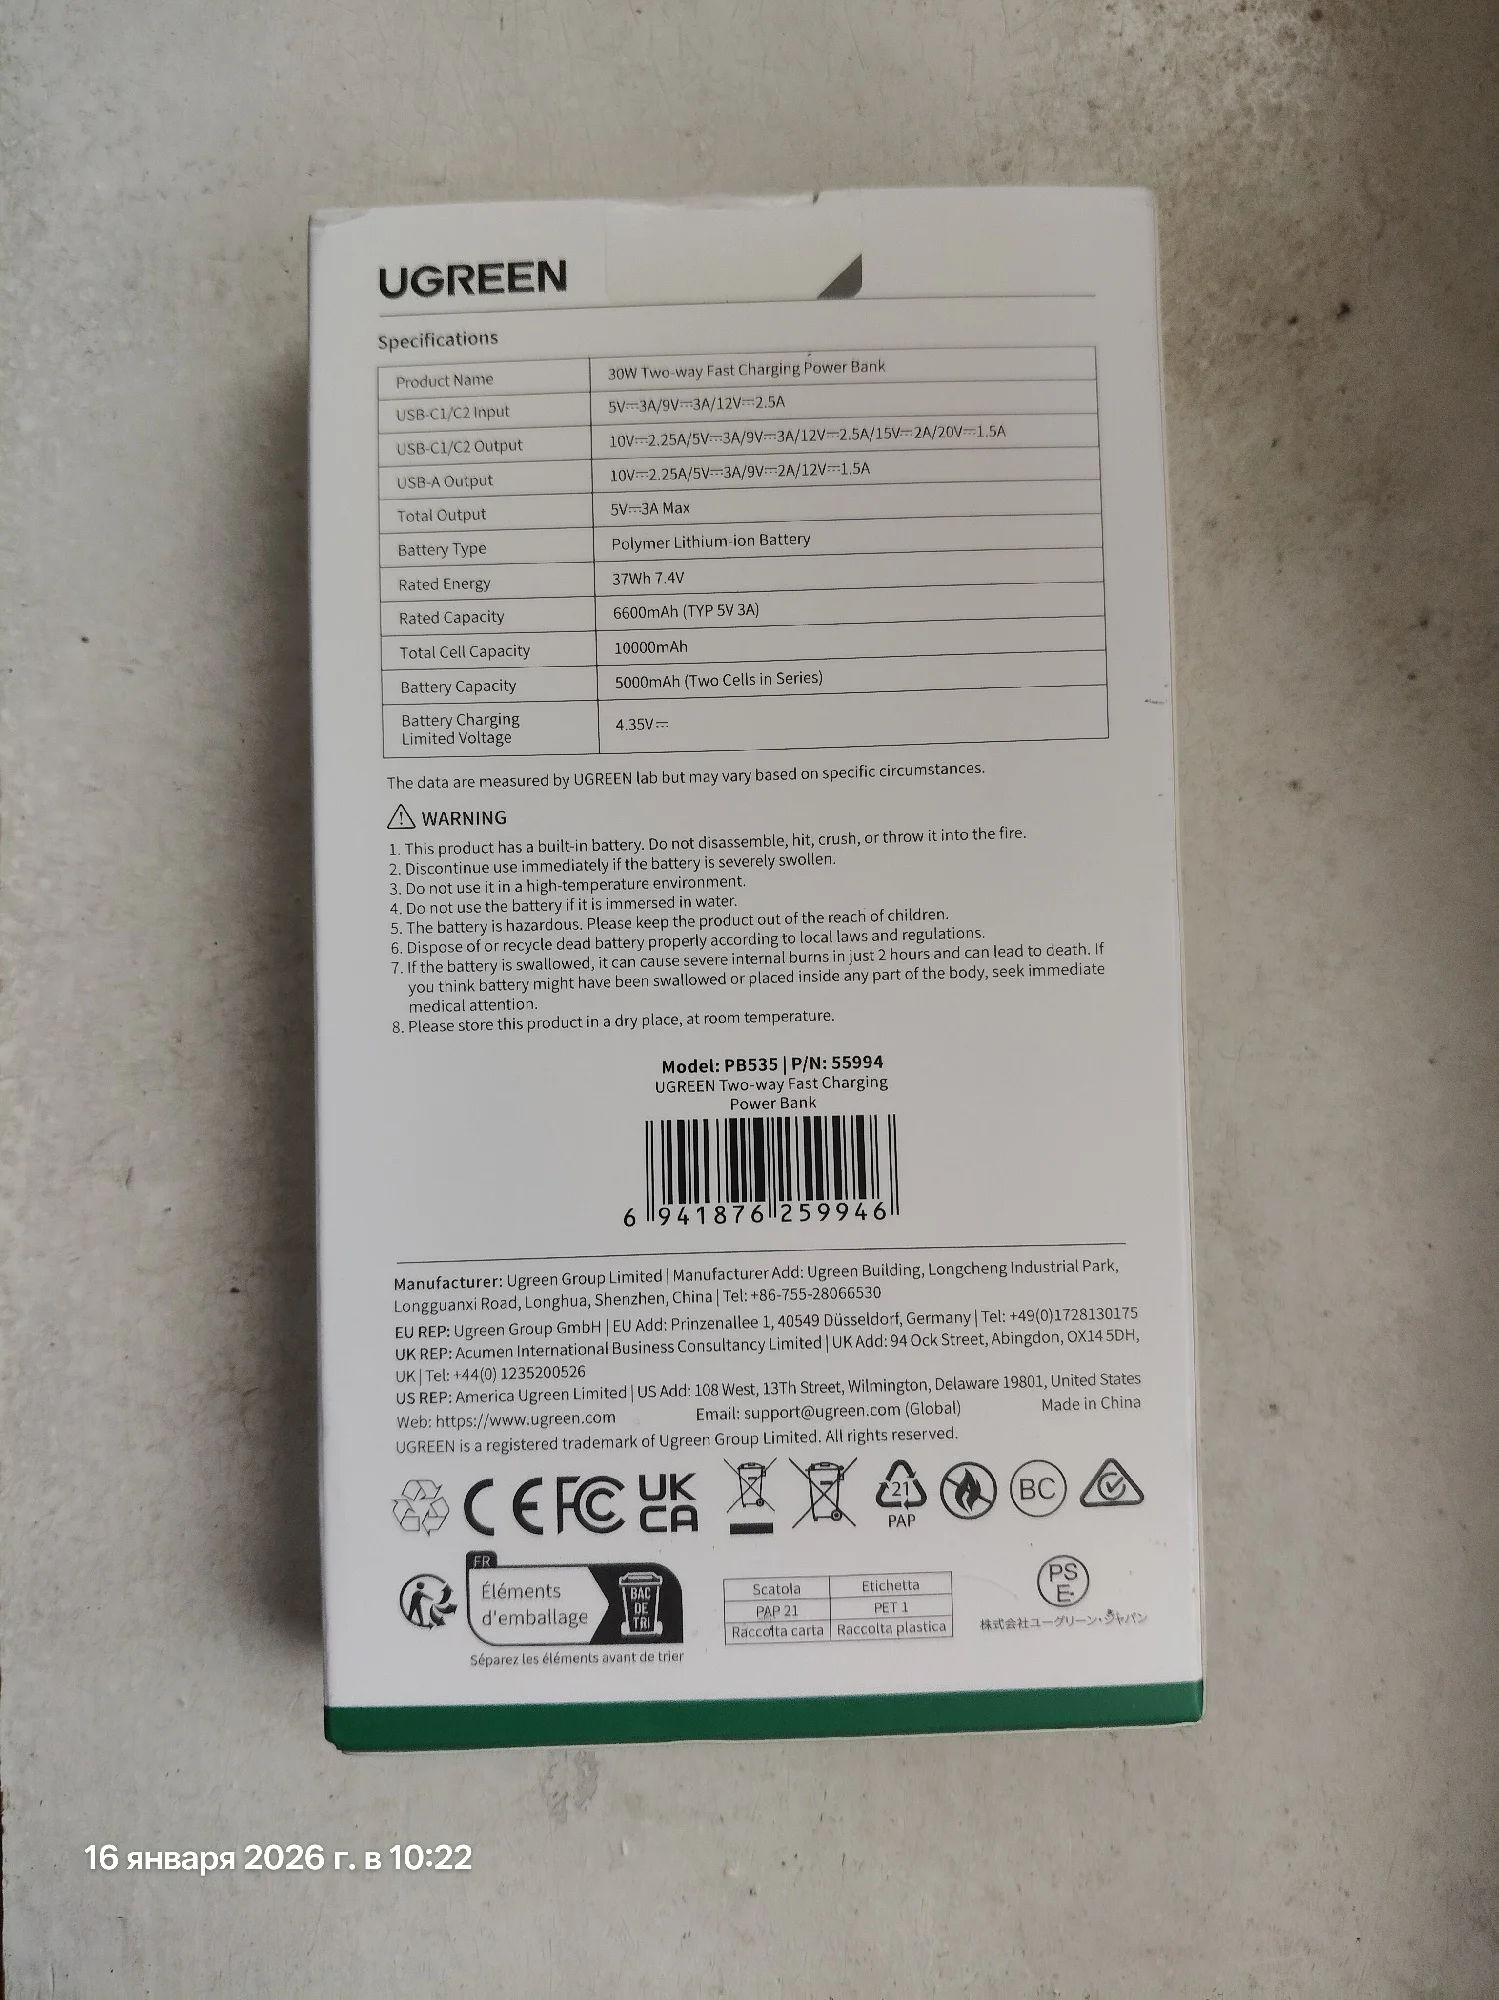 UGREEN
Specifications
Product Name 30W Two-way Fast Charging Power Bank
USB-C1/C2 Input 5V⎓3A/9V⎓3A/12V⎓2.5A
USB-C1/C2 Output 10V⎓2.25A/5V⎓3A/9V⎓3A/12V⎓2.5A/15V⎓2A/20V⎓1.5A
USB-A Output 10V⎓2.25A/5V⎓3A/9V⎓2A/12V⎓1.5A
Total Output 5V⎓3A Max
Battery Type Polymer Lithium-ion Battery
Rated Energy 37Wh 7.4V
Rated Capacity 6600mAh (TYP 5V 3A)
Total Cell Capacity 10000mAh
Battery Capacity 5000mAh (Two Cells in Series)
Battery Charging
Limited Voltage 4.35V⎓
The data are measured by UGREEN lab but may vary based on specific circumstances.
WARNING
1. This product has a built-in battery. Do not disassemble, hit, crush, or throw it into the fire.
2. Discontinue use immediately if the battery is severely swollen.
3. Do not use it in a high-temperature environment.
4. Do not use the battery if it is immersed in water.
5. The battery is hazardous. Please keep the product out of the reach of children.
6. Dispose of or recycle dead battery properly according to local laws and regulations.
7. If the battery is swallowed, it can cause severe internal burns in just 2 hours and can lead to death. If
you think battery might have been swallowed or placed inside any part of the body, seek immediate
medical attention.
8. Please store this product in a dry place, at room temperature.
Model: PB535 | P/N: 55994
UGREEN Two-way Fast Charging
Power Bank
6 941876 259946
Manufacturer: Ugreen Group Limited | Manufacturer Add: Ugreen Building, Longcheng Industrial Park,
Longguanxi Road, Longhua, Shenzhen, China | Tel: +86-755-28066530
EU REP: Ugreen Group GmbH | EU Add: Prinzenallee 1, 40549 Düsseldorf, Germany | Tel: +49(0)1728130175
UK REP: Acumen International Business Consultancy Limited | UK Add: 94 Ock Street, Abingdon, OX14 5DH,
UK | Tel: +44(0) 1235200526
US REP: America Ugreen Limited | US Add: 108 West, 13Th Street, Wilmington, Delaware 19801, United States
Web: https://www.ugreen.com Email: support@ugreen.com (Global) Made in China
UGREEN is a registered trademark of Ugreen Group Limited. All rights reserved.
CE FC UK
CA
21
PAP
BC
FR
Éléments
d'emballage
BAC
DE
TRI
Séparez les éléments avant de trier
Scatola Etichetta
PAP 21 PET 1
Raccolta carta Raccolta plastica
PS
E
株式会社ユーグリーン・ジャパン
16 января 2026 г. в 10:22